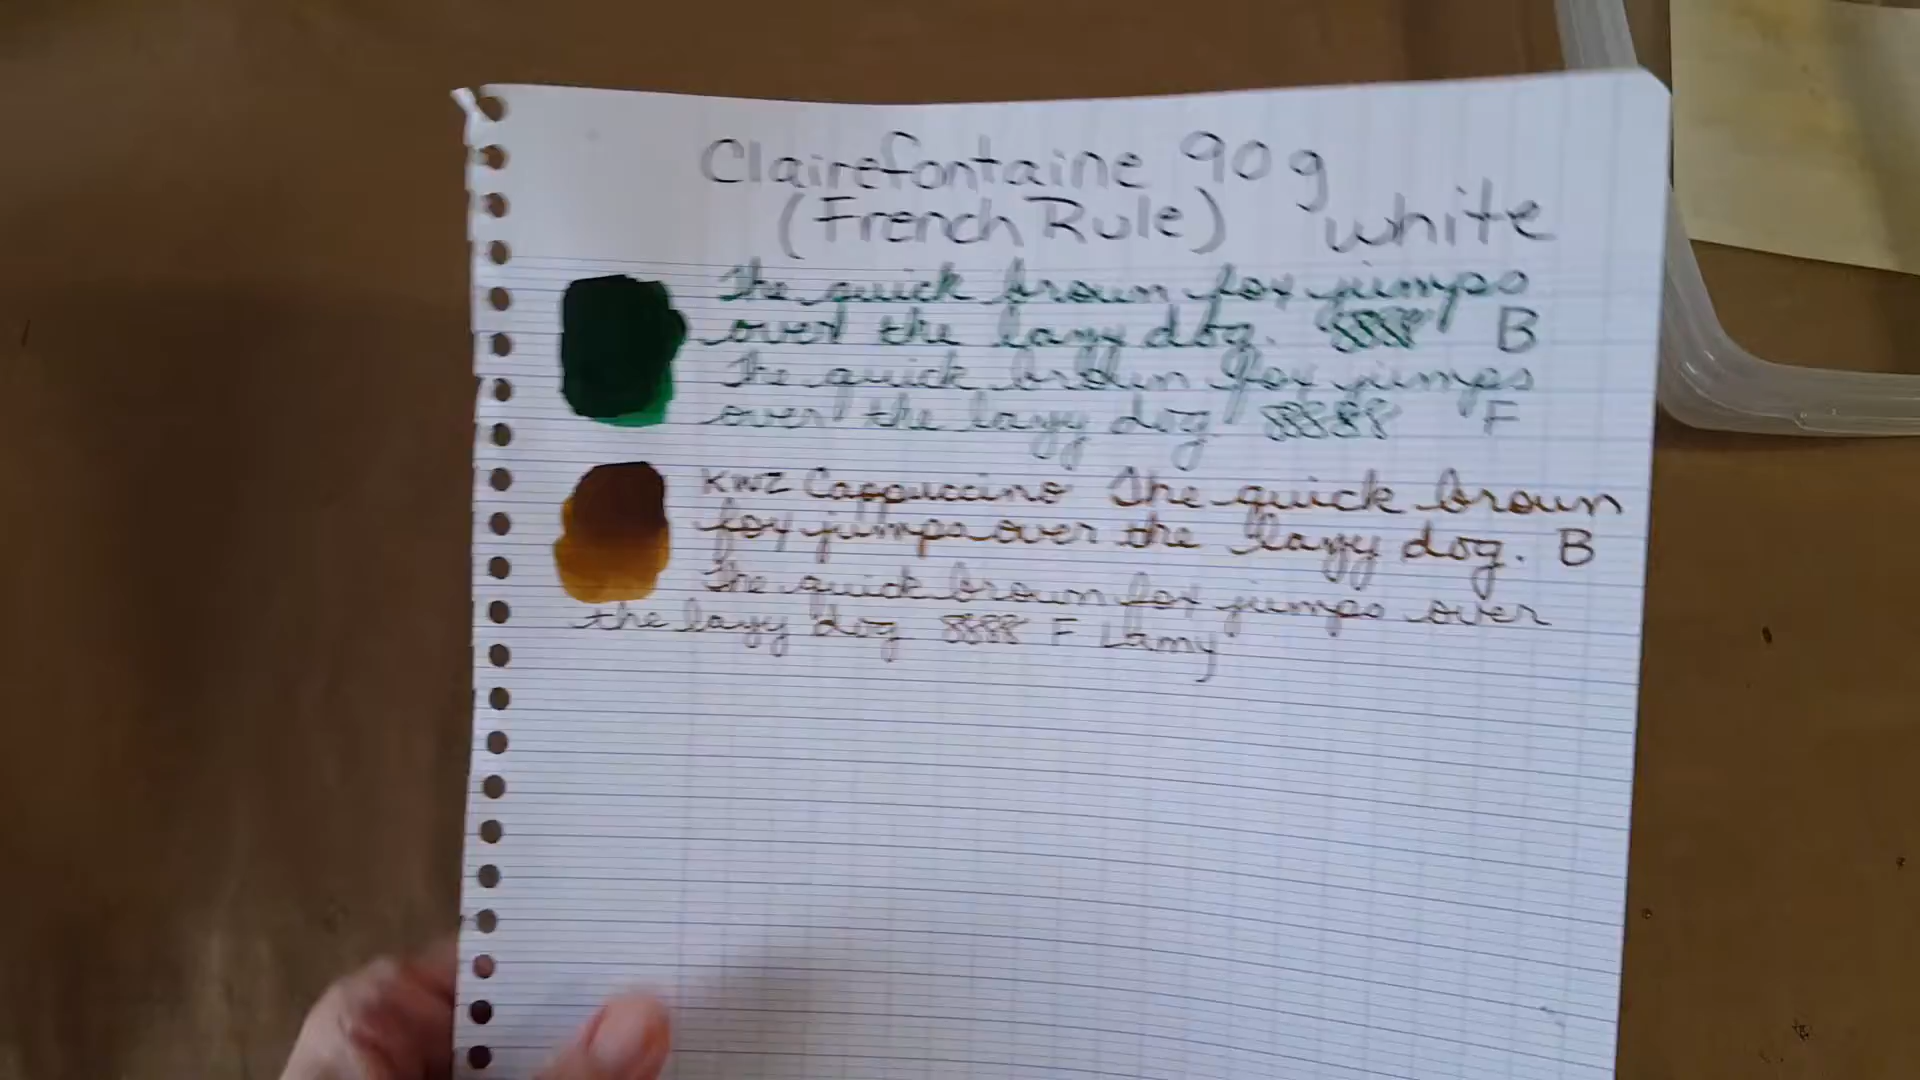 Clairefontaine 90g
(French Rule) white
The quick brown fox jumps
over the lazy dog. 8888 B
The quick brown fox jumps
over the lazy dog 8888 F
KWZ Cappuccino The quick brown
fox jumps over the lazy dog. B
The quick brown fox jumps over
the lazy dog 8888 F Lamy